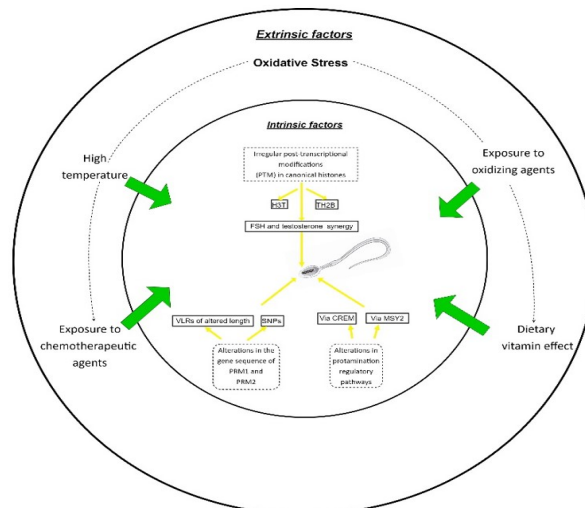 Extrinsic factors
Oxidative Stress
Intrinsic factors
High
temperature
Exposure to
oxidizing agents
Irregular post-transcriptional
modifications
(PTM) in canonical histones
H3T
TH2B
FSH and testosterone synergy
VLRs of altered length
SNPs
Via CREM
Via MSY2
Exposure to
chemotherapeutic
agents
Alterations in the
gene sequence of
PRM1 and
PRM2
Alterations in
protamination
regulatory
pathways
Dietary
vitamin effect